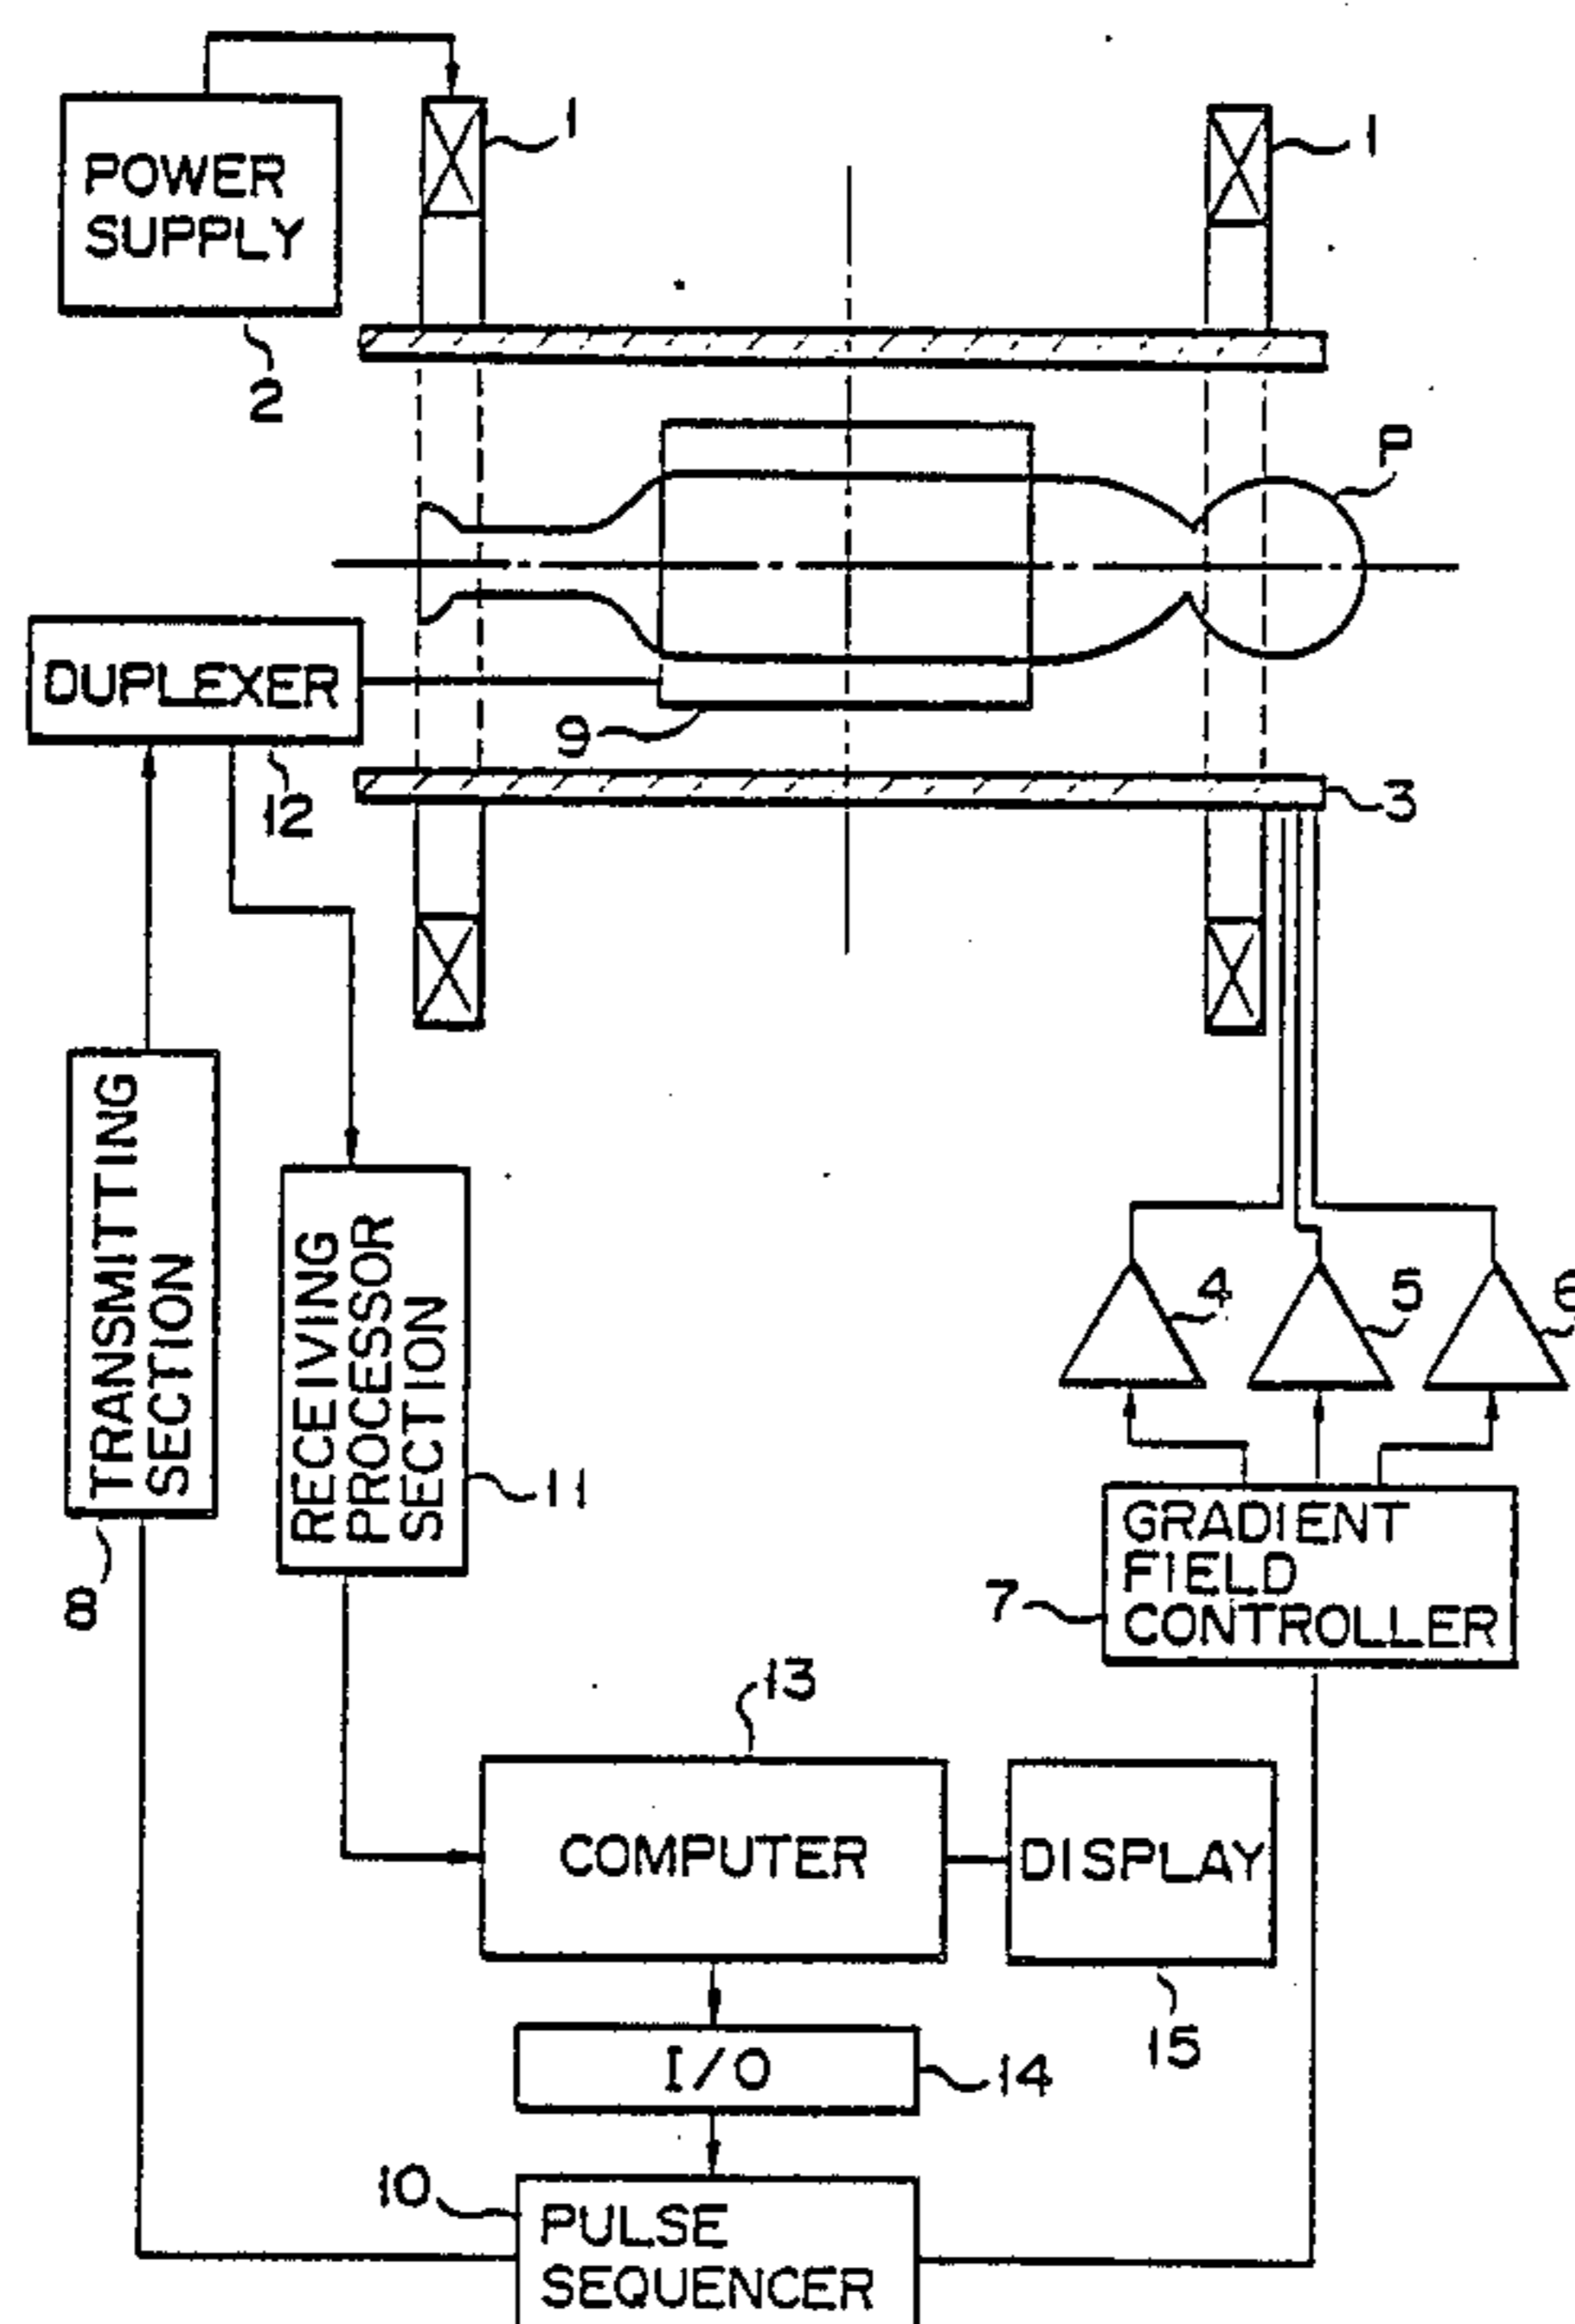 1
1
POWER
SUPPLY
2
P
DUPLEXER
9
12
3
TRANSMITTING
SECTION
RECEIVING
PROCESSOR
SECTION
4
5
6
11
8
GRADIENT
FIELD
CONTROLLER
7
13
COMPUTER
DISPLAY
15
I/O
14
10
PULSE
SEQUENCER